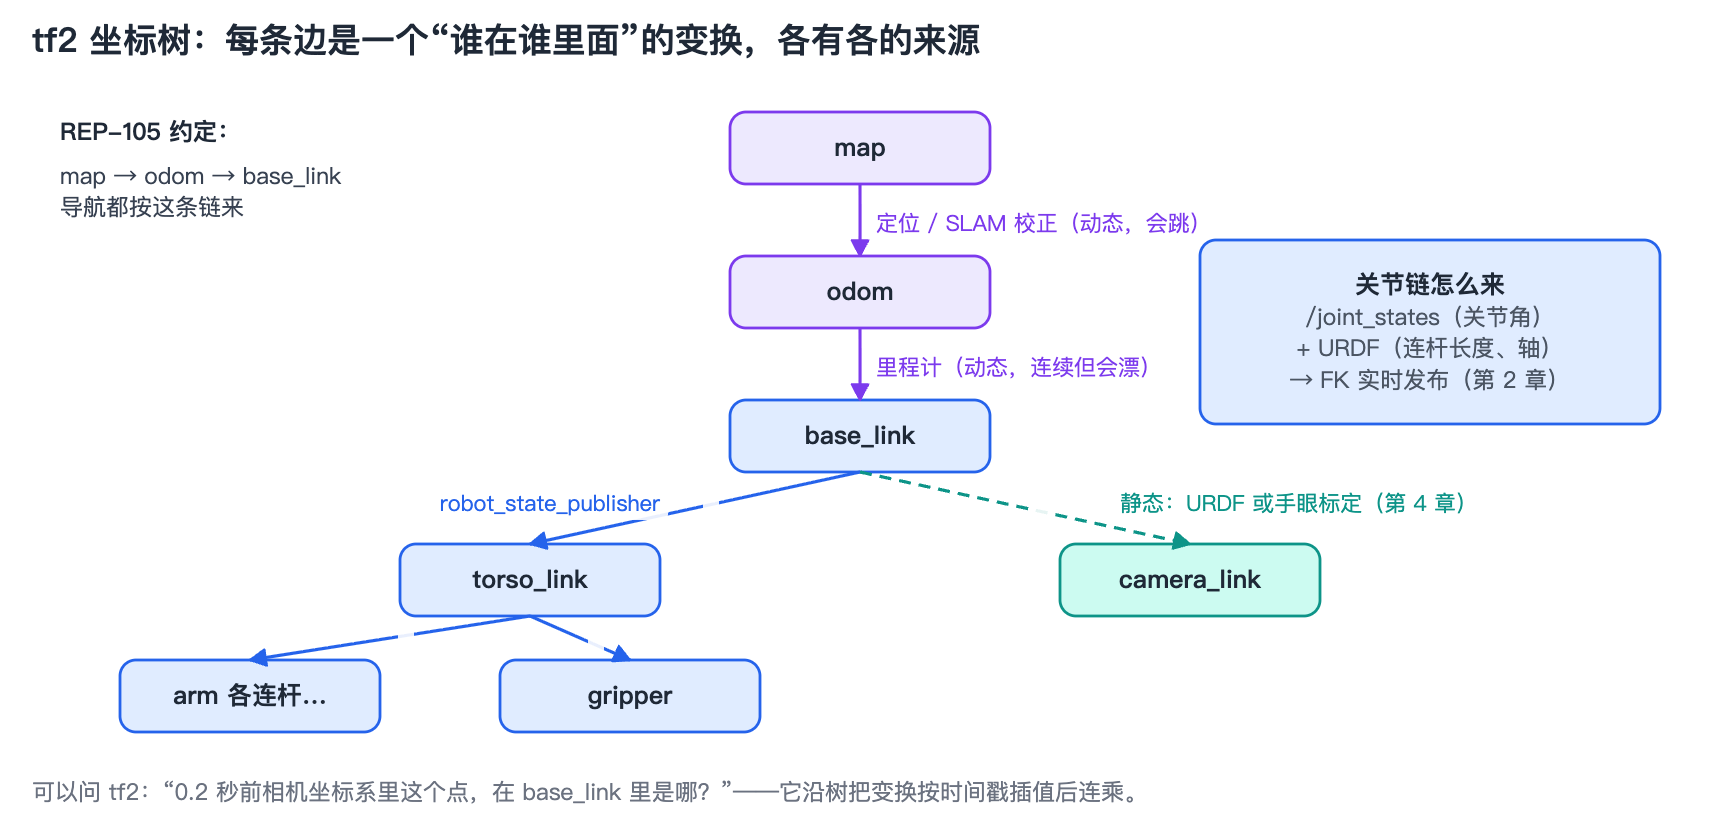 tf2 坐标树：每条边是一个“谁在谁里面”的变换，各有各的来源
REP-105 约定：
map → odom → base_link
导航都按这条链来
map
定位 / SLAM 校正（动态，会跳）
odom
关节链怎么来
/joint_states（关节角）
+ URDF（连杆长度、轴）
→ FK 实时发布（第 2 章）
里程计（动态，连续但会漂）
base_link
robot_state_publisher
静态：URDF 或手眼标定（第 4 章）
torso_link
camera_link
arm 各连杆…
gripper
可以问 tf2：“0.2 秒前相机坐标系里这个点，在 base_link 里是哪？”——它沿树把变换按时间戳插值后连乘。